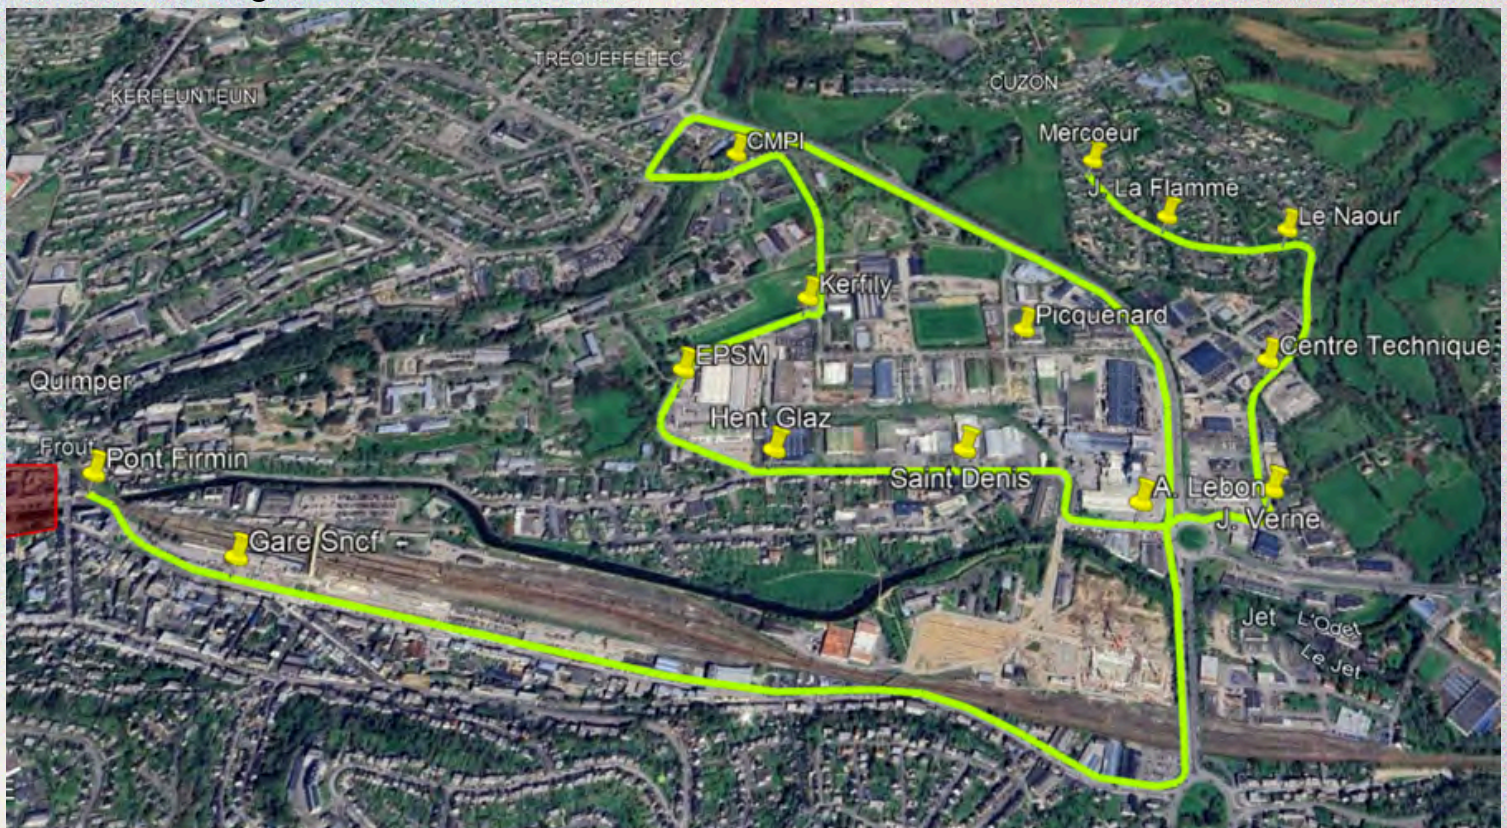 TREQUEFFELEC
CUZON
KERFEUNTEUN
Mercoeur
CMPI
J. La Flamme
Le Naour
Kerfily
Picquenard
Centre Technique
EPSM
Quimper
Hent Glaz
Frout
Pont Firmin
Saint Denis
A. Lebon
J. Verne
Gare Sncf
Jet
L'Odet
Le Jet